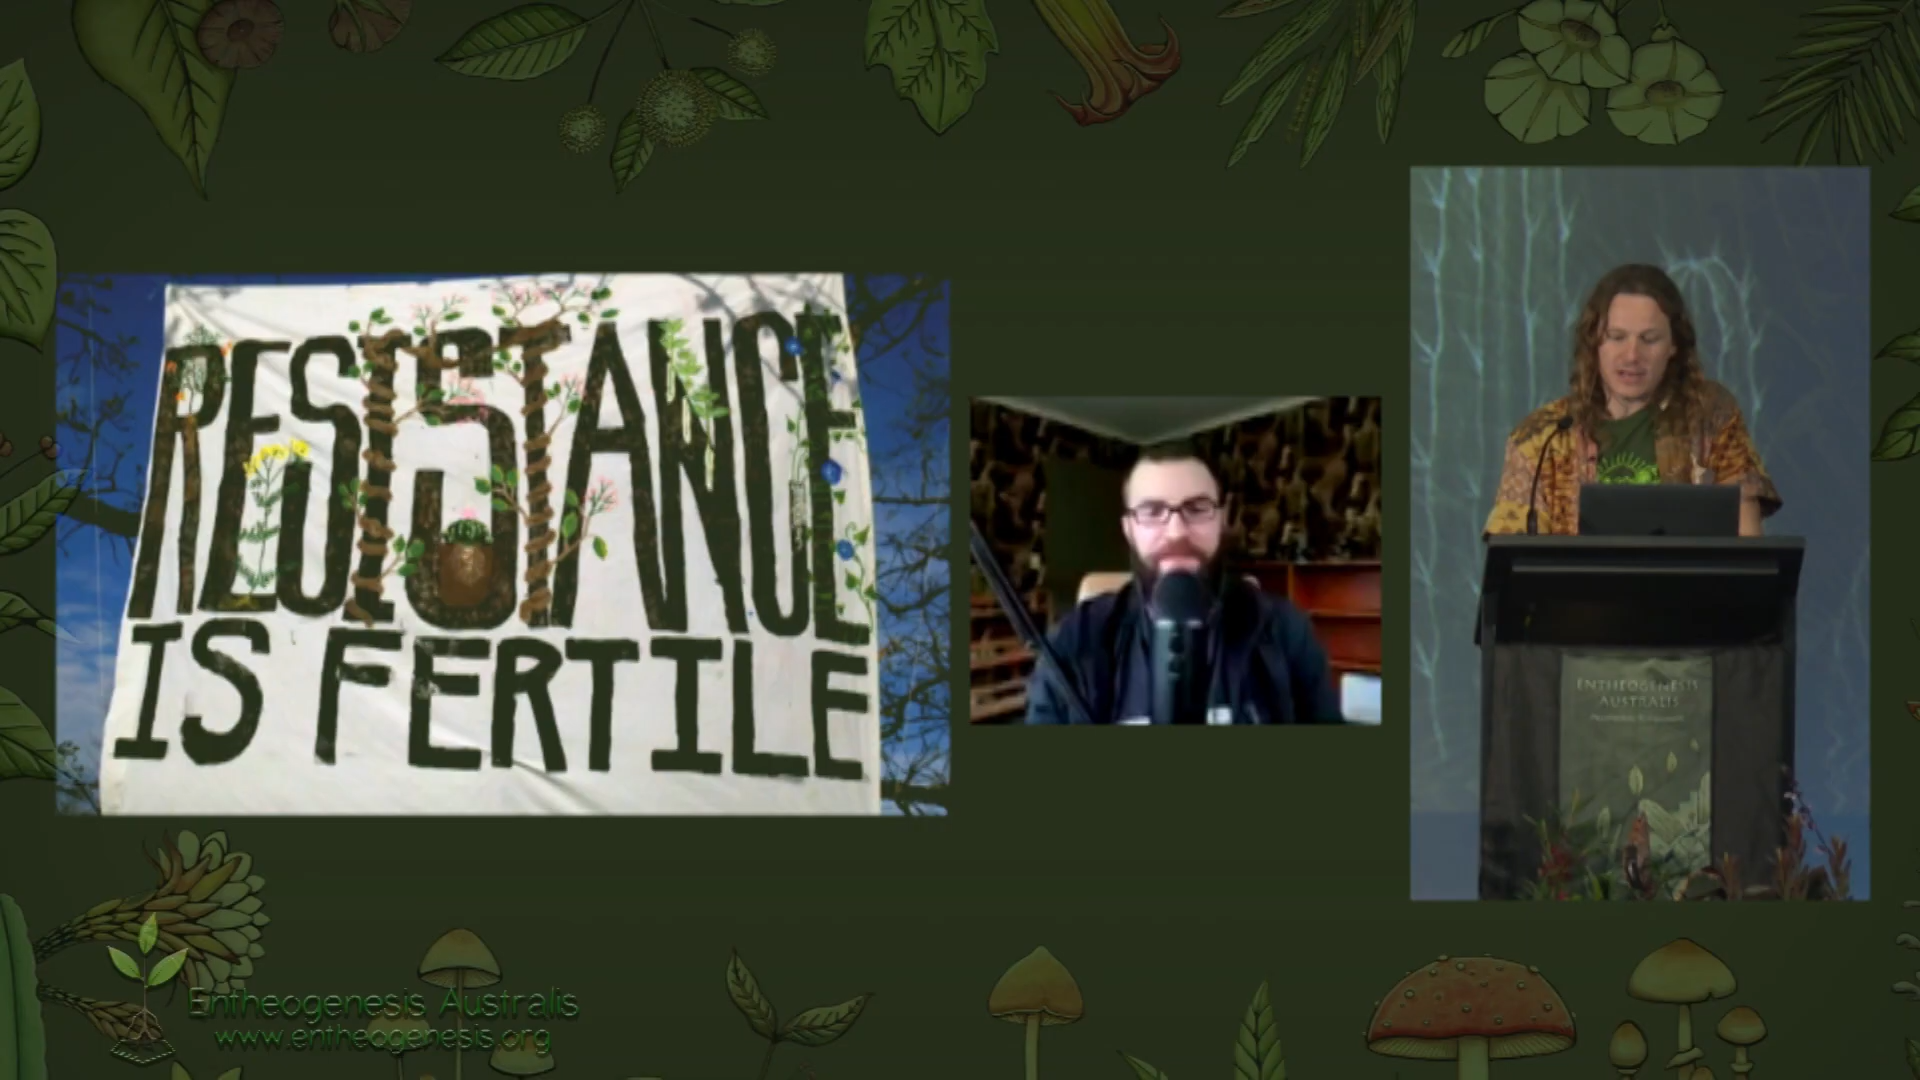 RESISTANCE
IS FERTILE
ENTHEOGENESIS
AUSTRALIS
Entheogenesis Australis
www.entheogenesis.org